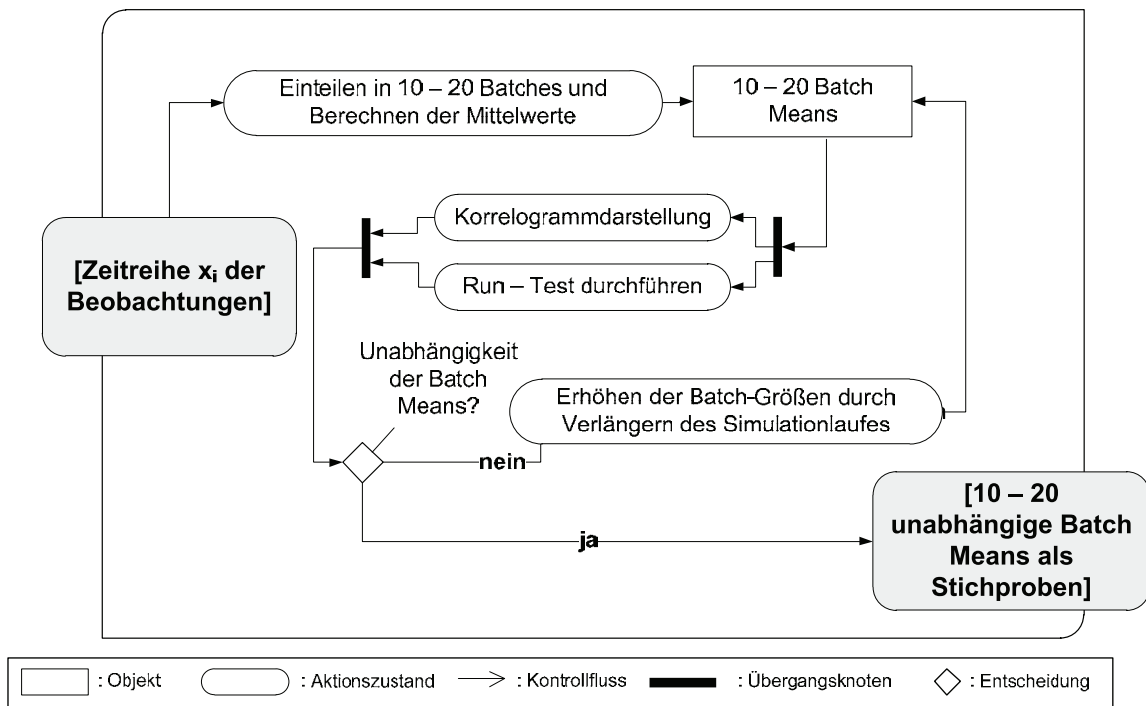 Einteilen in 10 – 20 Batches und
Berechnen der Mittelwerte
10 – 20 Batch
Means
Korrelogrammdarstellung
Run – Test durchführen
[Zeitreihe xᵢ der
Beobachtungen]
Unabhängigkeit
der Batch
Means?
Erhöhen der Batch-Größen durch
Verlängern des Simulationlaufes
nein
ja
[10 – 20
unabhängige Batch
Means als
Stichproben]
: Objekt
: Aktionszustand
: Kontrollfluss
: Übergangsknoten
: Entscheidung